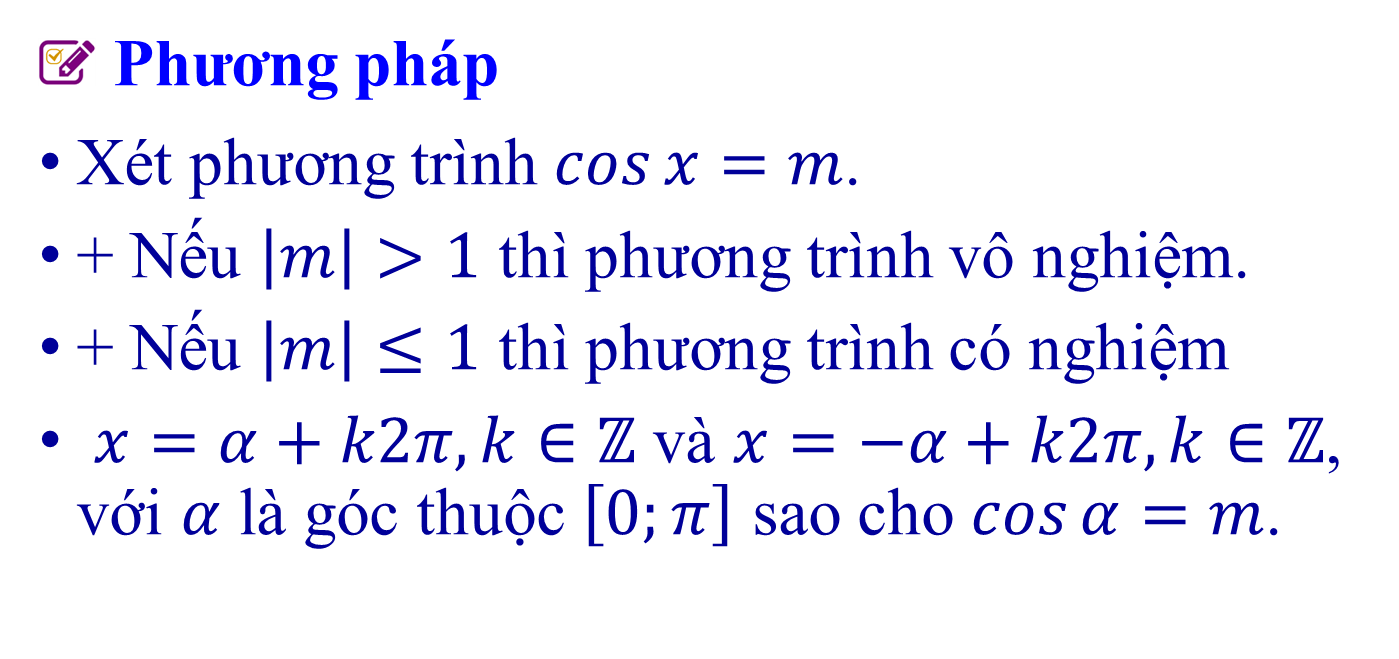 Phương pháp
• Xét phương trình cos x = m.
• + Nếu |m| > 1 thì phương trình vô nghiệm.
• + Nếu |m| ≤ 1 thì phương trình có nghiệm
• x = α + k2π, k ∈ ℤ và x = −α + k2π, k ∈ ℤ,
với α là góc thuộc [0; π] sao cho cos α = m.